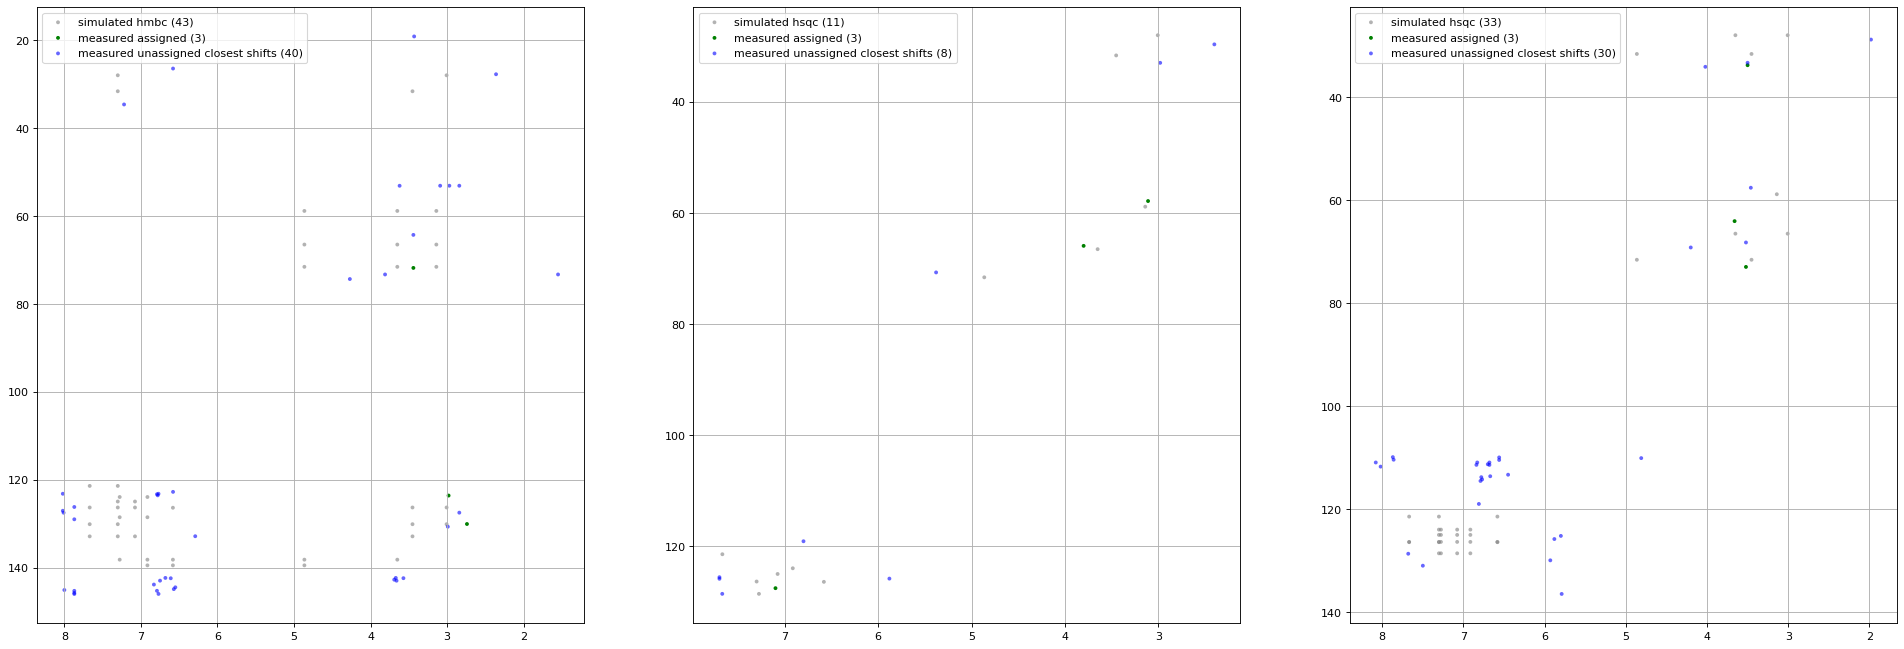 simulated hmbc (43)
measured assigned (3)
measured unassigned closest shifts (40)
20
40
60
80
100
120
140
8 7 6 5 4 3 2
simulated hsqc (11)
measured assigned (3)
measured unassigned closest shifts (8)
40
60
80
100
120
7 6 5 4 3
simulated hsqc (33)
measured assigned (3)
measured unassigned closest shifts (30)
40
60
80
100
120
140
8 7 6 5 4 3 2